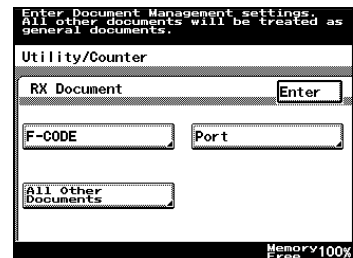 Enter Document Management settings.
All other documents will be treated as
general documents.
Utility/Counter
RX Document
Enter
F-CODE
Port
All Other
Documents
Memory 100%
Free